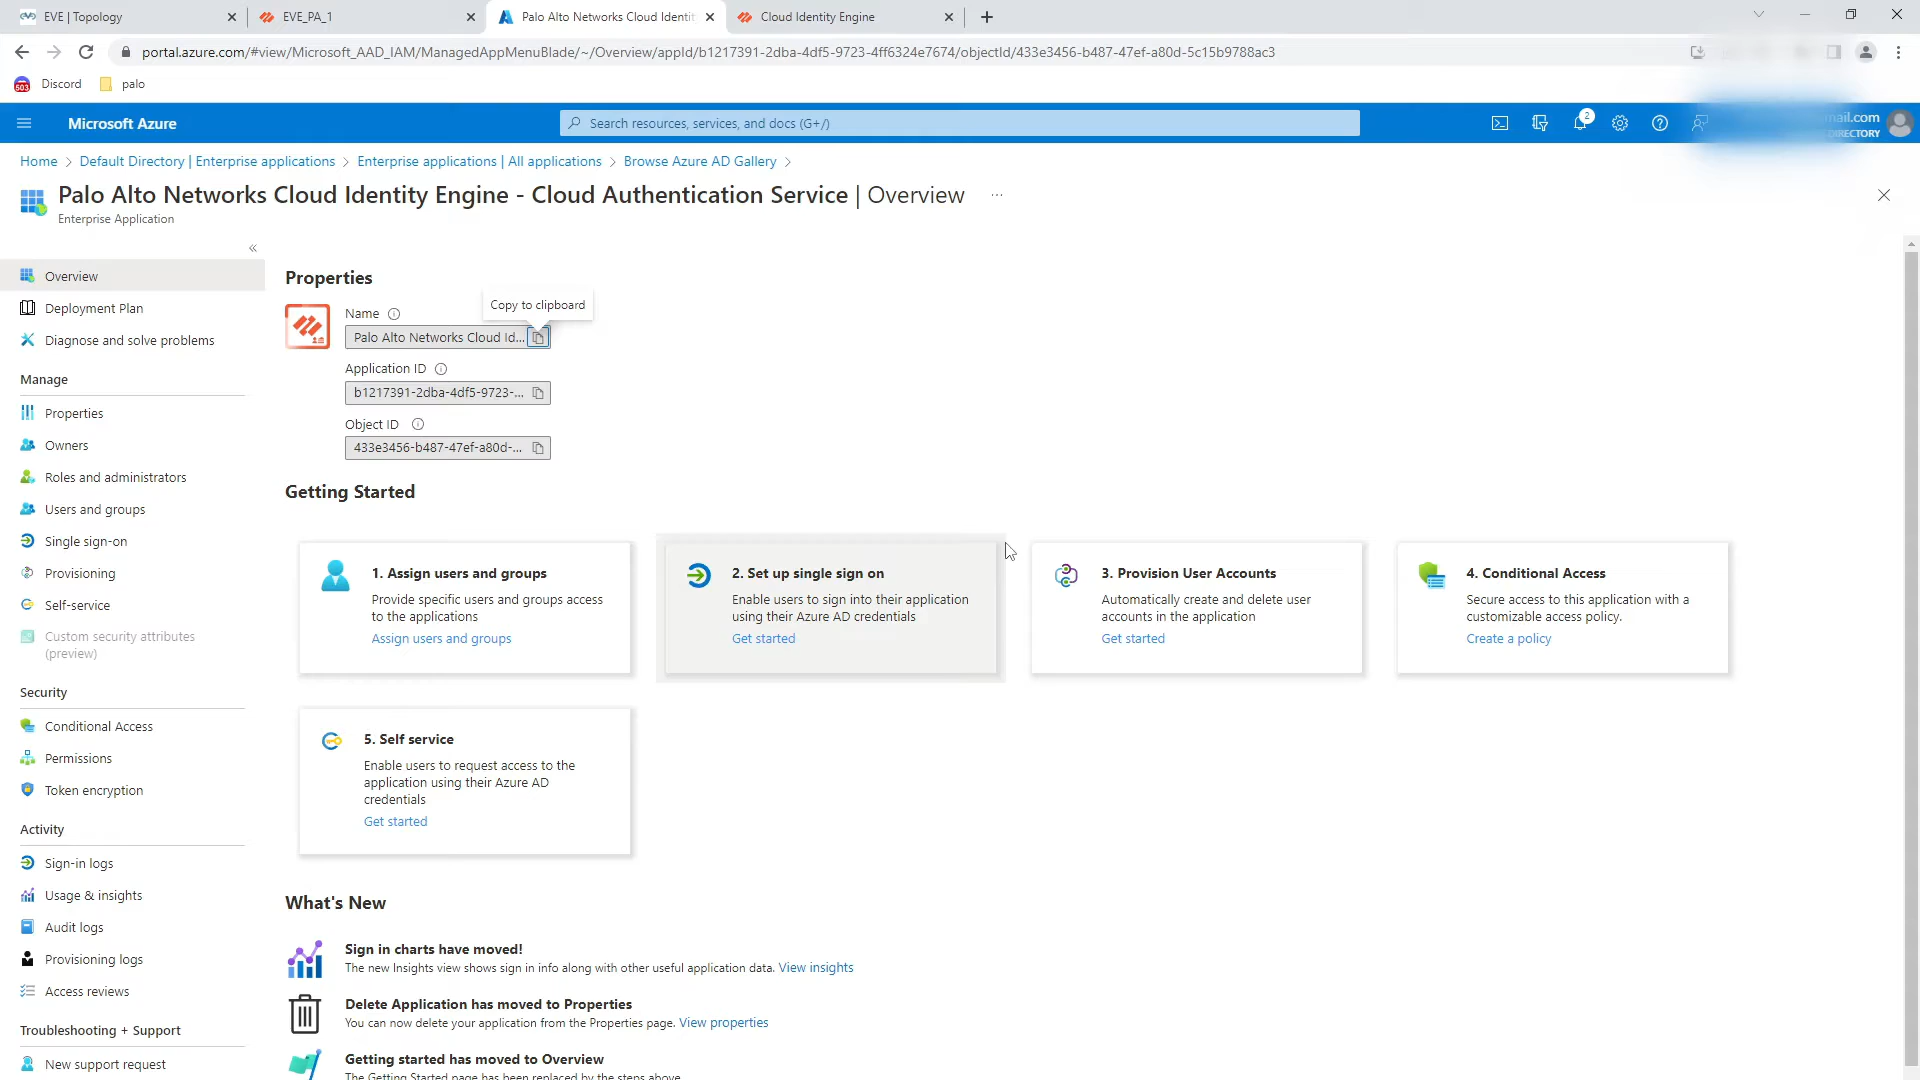 EVE | Topology
EVE_PA_1
Palo Alto Networks Cloud Identit
Cloud Identity Engine
portal.azure.com/#view/Microsoft_AAD_IAM/ManagedAppMenuBlade/~/Overview/appId/b1217391-2dba-4df5-9723-4ff6324e7674/objectId/433e3456-b487-47ef-a80d-5c15b9788ac3
503
Discord
palo
Microsoft Azure
Search resources, services, and docs (G+/)
2
mail.com
DIRECTORY
Home > Default Directory | Enterprise applications > Enterprise applications | All applications > Browse Azure AD Gallery >
Palo Alto Networks Cloud Identity Engine - Cloud Authentication Service | Overview ...
Enterprise Application
Overview
Deployment Plan
Diagnose and solve problems
Manage
Properties
Owners
Roles and administrators
Users and groups
Single sign-on
Provisioning
Self-service
Custom security attributes
(preview)
Security
Conditional Access
Permissions
Token encryption
Activity
Sign-in logs
Usage & insights
Audit logs
Provisioning logs
Access reviews
Troubleshooting + Support
New support request
Properties
Copy to clipboard
Name
Palo Alto Networks Cloud Id...
Application ID
b1217391-2dba-4df5-9723-...
Object ID
433e3456-b487-47ef-a80d-...
Getting Started
1. Assign users and groups
Provide specific users and groups access
to the applications
Assign users and groups
2. Set up single sign on
Enable users to sign into their application
using their Azure AD credentials
Get started
3. Provision User Accounts
Automatically create and delete user
accounts in the application
Get started
4. Conditional Access
Secure access to this application with a
customizable access policy.
Create a policy
5. Self service
Enable users to request access to the
application using their Azure AD
credentials
Get started
What's New
Sign in charts have moved!
The new Insights view shows sign in info along with other useful application data. View insights
Delete Application has moved to Properties
You can now delete your application from the Properties page. View properties
Getting started has moved to Overview
The Getting Started page has been replaced by the steps above